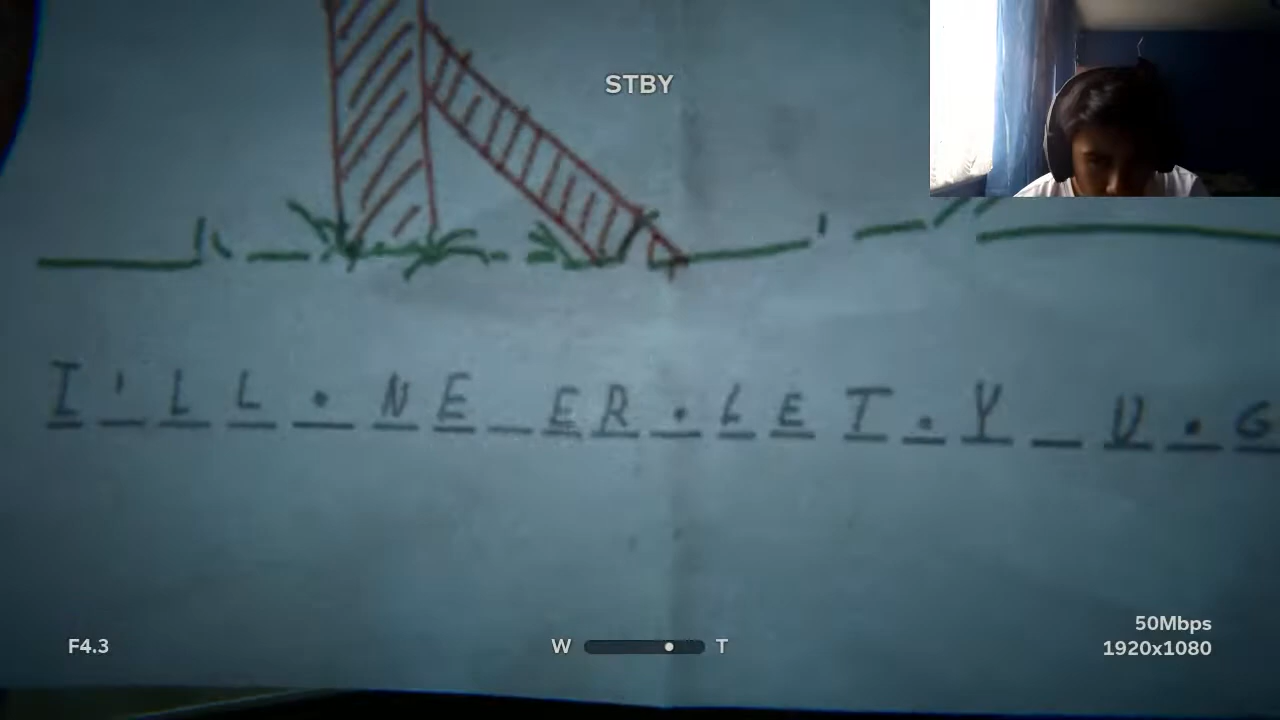 STBY
I'LL.NE_ER.LET.Y_U.G
F4.3
W T
50Mbps
1920x1080